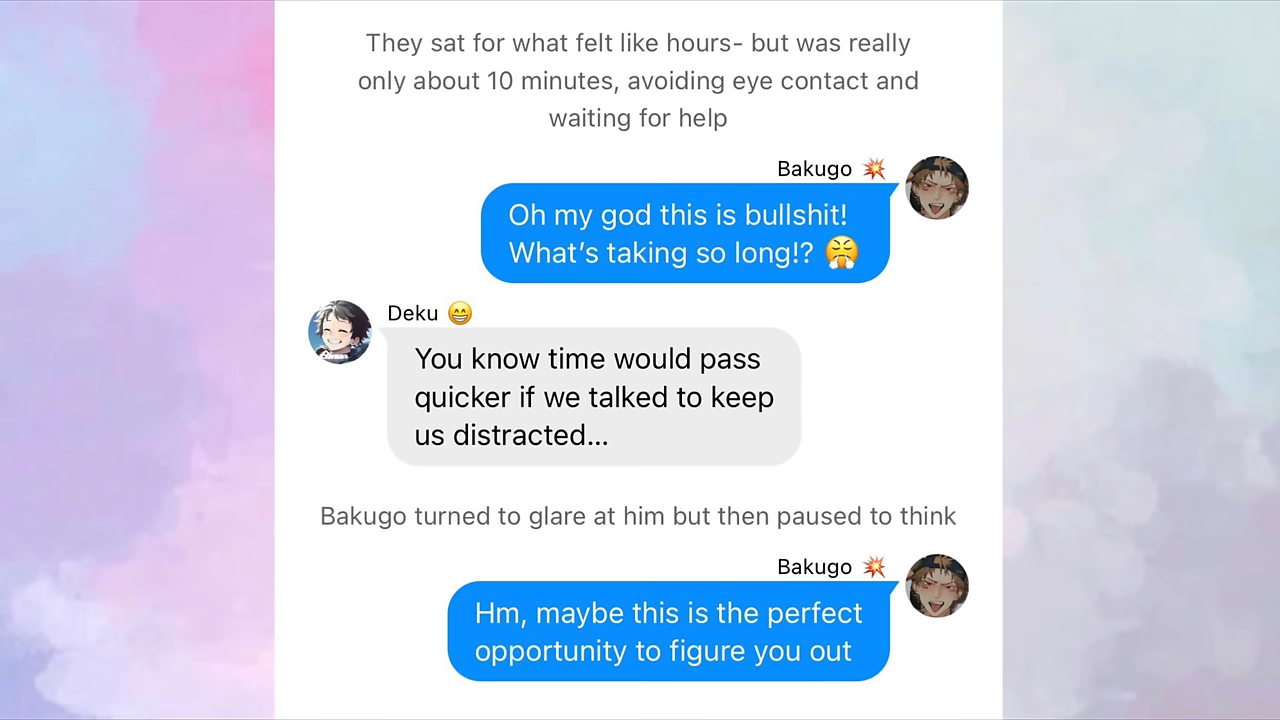 They sat for what felt like hours- but was really
only about 10 minutes, avoiding eye contact and
waiting for help
Bakugo 💥
Oh my god this is bullshit!
What’s taking so long!? 😤
Deku 😁
You know time would pass
quicker if we talked to keep
us distracted...
Bakugo turned to glare at him but then paused to think
Bakugo 💥
Hm, maybe this is the perfect
opportunity to figure you out